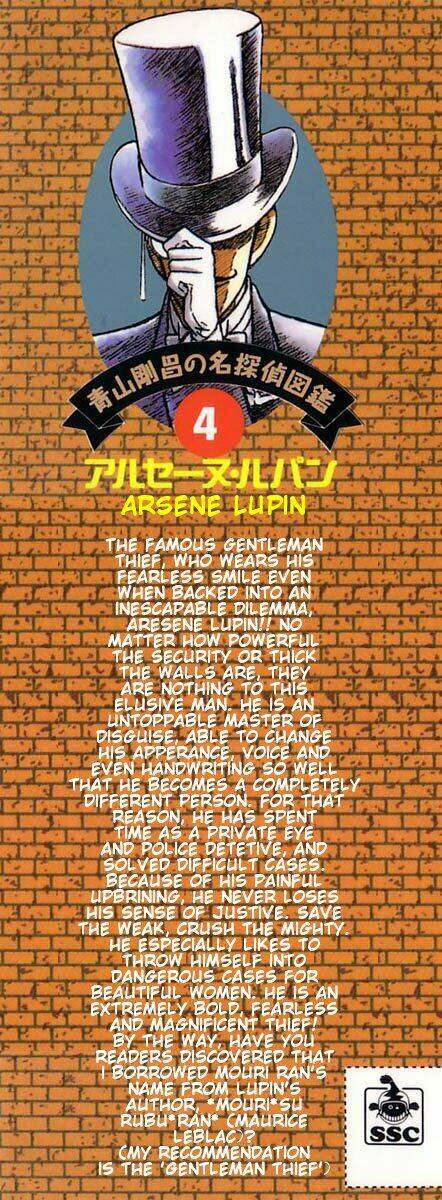 青山剛昌の名探偵図鑑
4
アルセーヌ・ルパン
ARSENE LUPIN
THE FAMOUS GENTLEMAN
THIEF, WHO WEARS HIS
FEARLESS SMILE EVEN
WHEN BACKED INTO AN
INESCAPABLE DILEMMA,
ARESENE LUPIN!! NO
MATTER HOW POWERFUL
THE SECURITY OR THICK
THE WALLS ARE, THEY
ARE NOTHING TO THIS
ELUSIVE MAN. HE IS AN
UNTOPPABLE MASTER OF
DISGUISE, ABLE TO CHANGE
HIS APPERANCE, VOICE AND
EVEN HANDWRITING SO WELL
THAT HE BECOMES A COMPLETELY
DIFFERENT PERSON. FOR THAT
REASON, HE HAS SPENT
TIME AS A PRIVATE EYE
AND POLICE DETETIVE, AND
SOLVED DIFFICULT CASES.
BECAUSE OF HIS PAINFUL
UPBRINING, HE NEVER LOSES
HIS SENSE OF JUSTIVE. SAVE
THE WEAK, CRUSH THE MIGHTY.
HE ESPECIALLY LIKES TO
THROW HIMSELF INTO
DANGEROUS CASES FOR
BEAUTIFUL WOMEN. HE IS AN
EXTREMELY BOLD, FEARLESS
AND MAGNIFICENT THIEF!
BY THE WAY, HAVE YOU
READERS DISCOVERED THAT
I BORROWED MOURI RAN'S
NAME FROM LUPIN'S
AUTHOR, *MOURI*SU
RUBU*RAN* (MAURICE
LEBLAC)?
(MY RECOMMENDATION
IS THE 'GENTLEMAN THIEF')
SSC